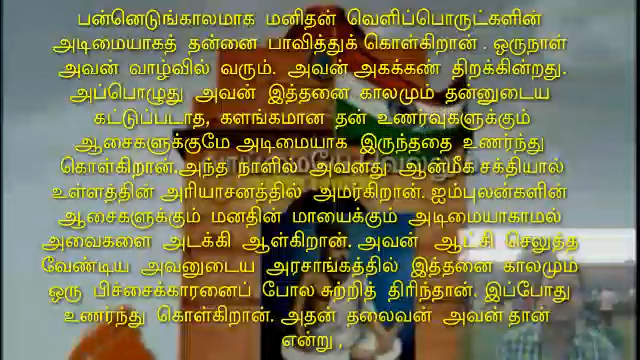 பன்னெடுங்காலமாக மனிதன் வெளிப்பொருட்களின்
அடிமையாகத் தன்னை பாவித்துக் கொள்கிறான் . ஒருநாள்
அவன் வாழ்வில் வரும். அவன் அகக்கண் திறக்கின்றது.
அப்பொழுது அவன் இத்தனை காலமும் தன்னுடைய
கட்டுப்படாத, களங்கமான தன் உணர்வுகளுக்கும்
ஆசைகளுக்குமே அடிமையாக இருந்ததை உணர்ந்து
கொள்கிறான்.அந்த நாளில் அவனது ஆன்மீக சக்தியால்
உள்ளத்தின் அரியாசனத்தில் அமர்கிறான். ஐம்புலன்களின்
ஆசைகளுக்கும் மனதின் மாயைக்கும் அடிமையாகாமல்
அவைகளை அடக்கி ஆள்கிறான். அவன் ஆட்சி செலுத்த
வேண்டிய அவனுடைய அரசாங்கத்தில் இத்தனை காலமும்
ஒரு பிச்சைக்காரனைப் போல சுற்றித் திரிந்தான். இப்போது
உணர்ந்து கொள்கிறான். அதன் தலைவன் அவன் தான்
என்று ,